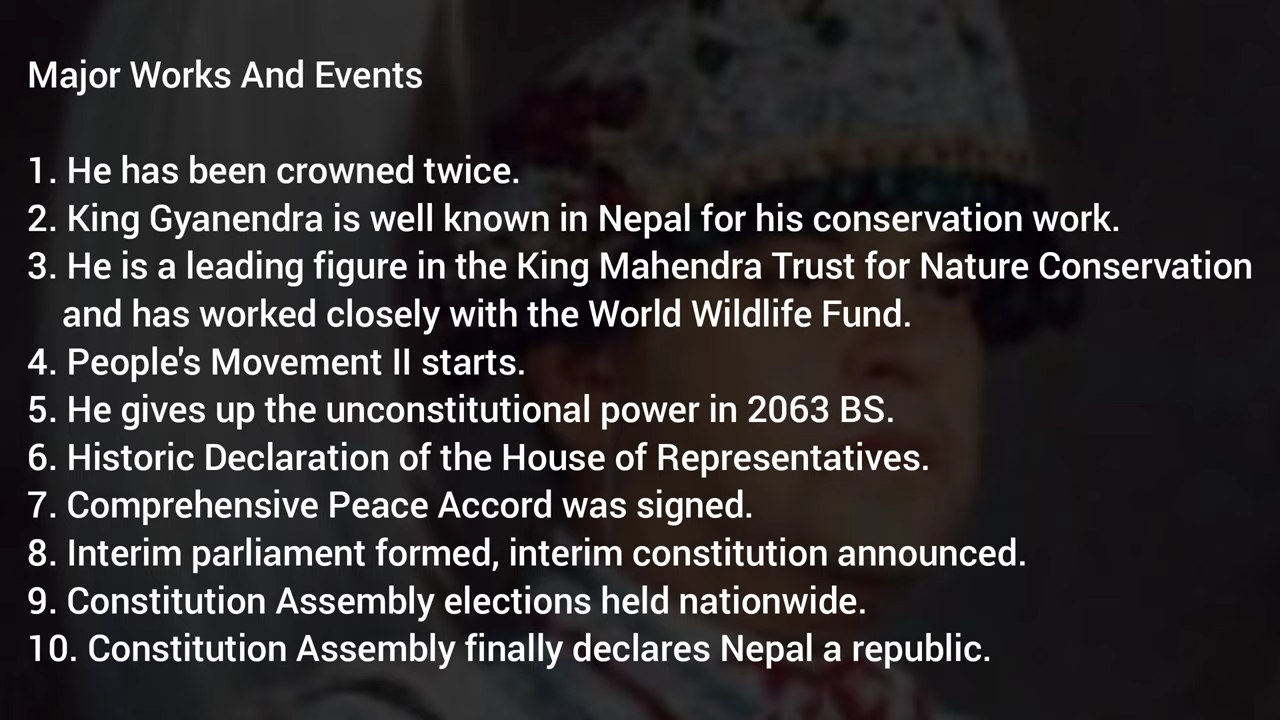 Major Works And Events
1. He has been crowned twice.
2. King Gyanendra is well known in Nepal for his conservation work.
3. He is a leading figure in the King Mahendra Trust for Nature Conservation
and has worked closely with the World Wildlife Fund.
4. People's Movement II starts.
5. He gives up the unconstitutional power in 2063 BS.
6. Historic Declaration of the House of Representatives.
7. Comprehensive Peace Accord was signed.
8. Interim parliament formed, interim constitution announced.
9. Constitution Assembly elections held nationwide.
10. Constitution Assembly finally declares Nepal a republic.